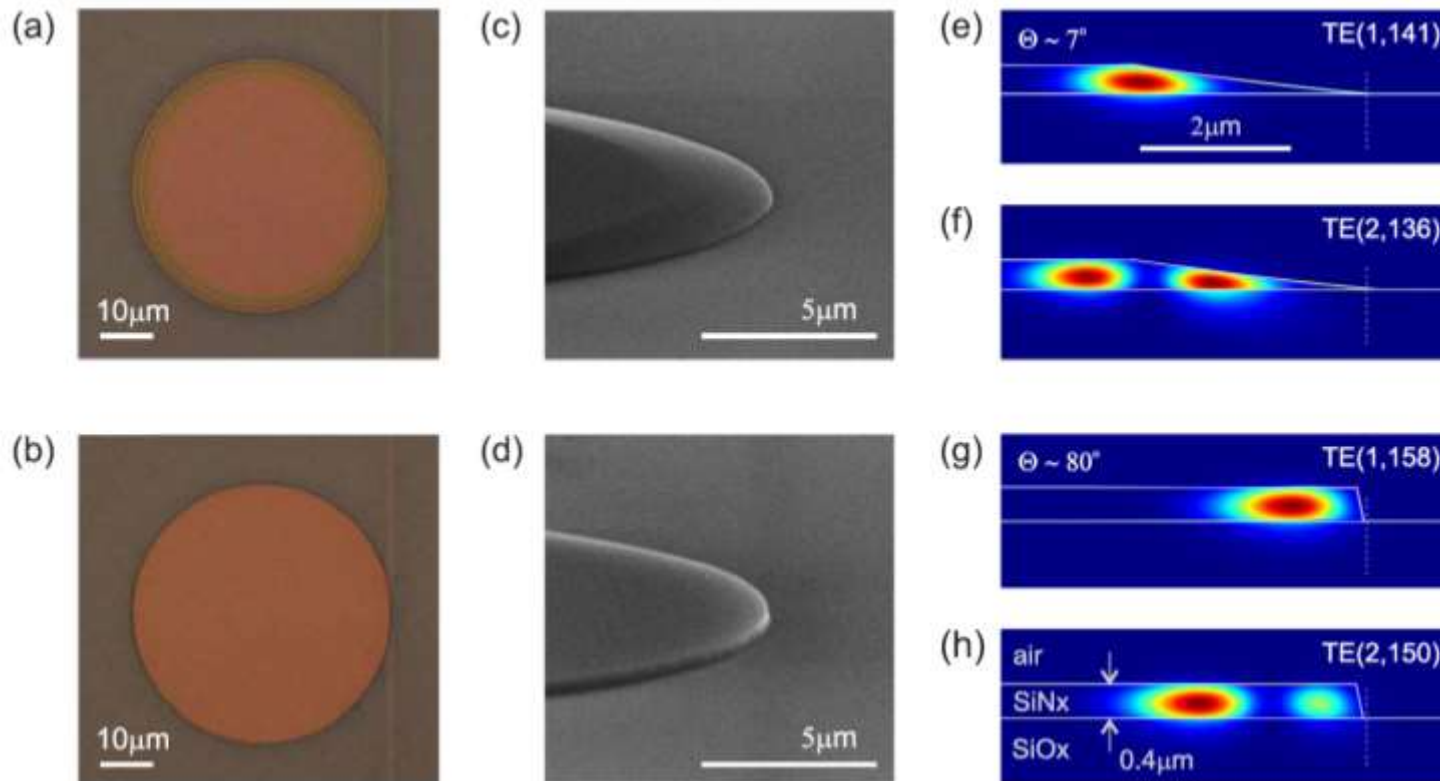 (a)
10μm
(c)
5μm
(e)
Θ ~ 7°
TE(1,141)
2μm
(f)
TE(2,136)
(b)
10μm
(d)
5μm
(g)
Θ ~ 80°
TE(1,158)
(h)
air
TE(2,150)
SiNx
SiOx
0.4μm